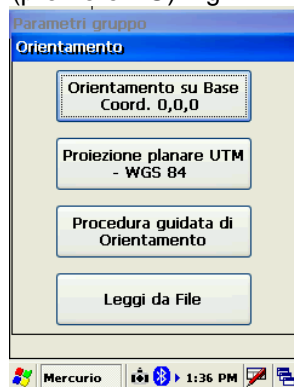 Parametri gruppo
Orientamento
Orientamento su Base
Coord. 0,0,0
Proiezione planare UTM
- WGS 84
Procedura guidata di
Orientamento
Leggi da File
Mercurio 1:36 PM